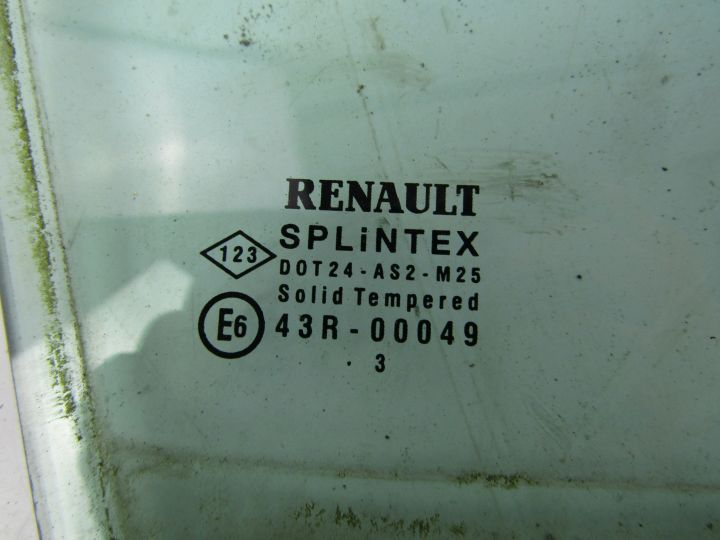 RENAULT
SPLiNTEX
123
DOT24-AS2-M25
Solid Tempered
E6 43R-00049
. 3